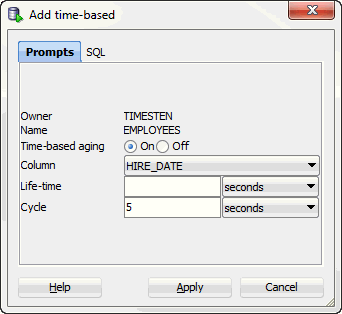 Add time-based
Prompts SQL
Owner TIMESTEN
Name EMPLOYEES
Time-based aging On Off
Column HIRE_DATE
Life-time seconds
Cycle 5 seconds
Help Apply Cancel